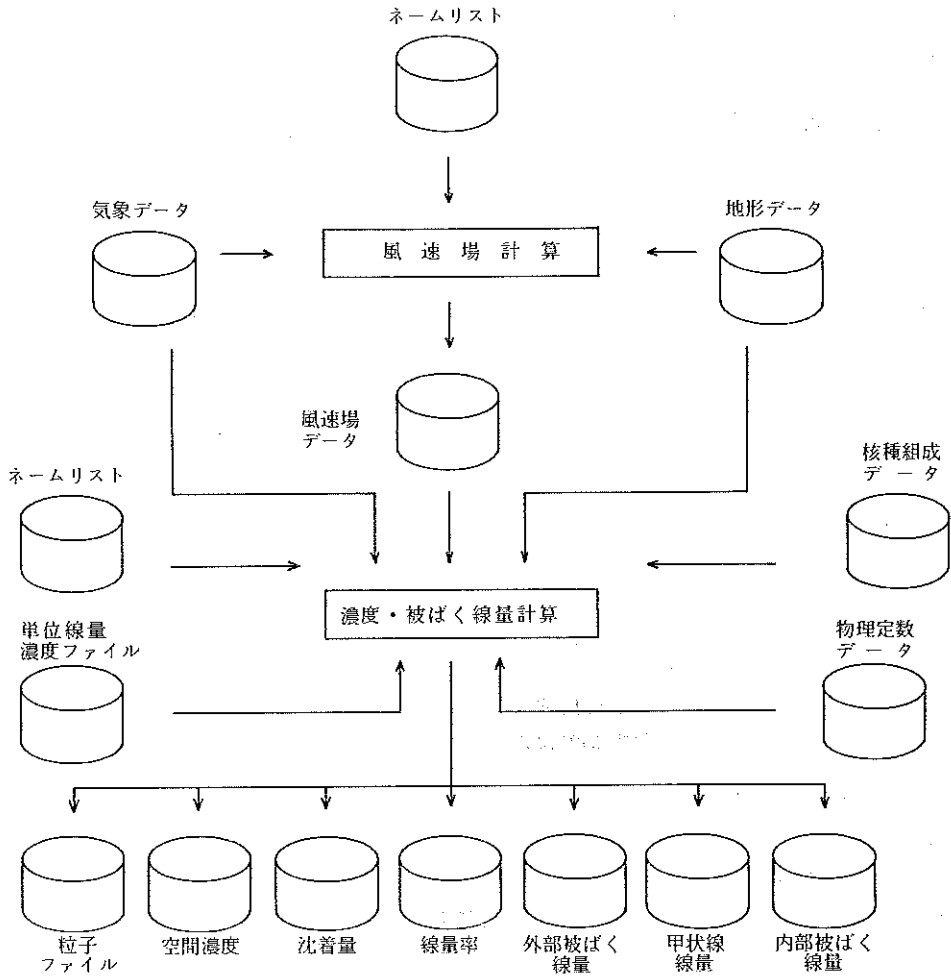 ネームリスト
気象データ
地形データ
風速場計算
風速場
データ
ネームリスト
核種組成
データ
濃度・被ばく線量計算
単位線量
濃度ファイル
物理定数
データ
粒子
ファイル
空間濃度
沈着量
線量率
外部被ばく
線量
甲状線
線量
内部被ばく
線量